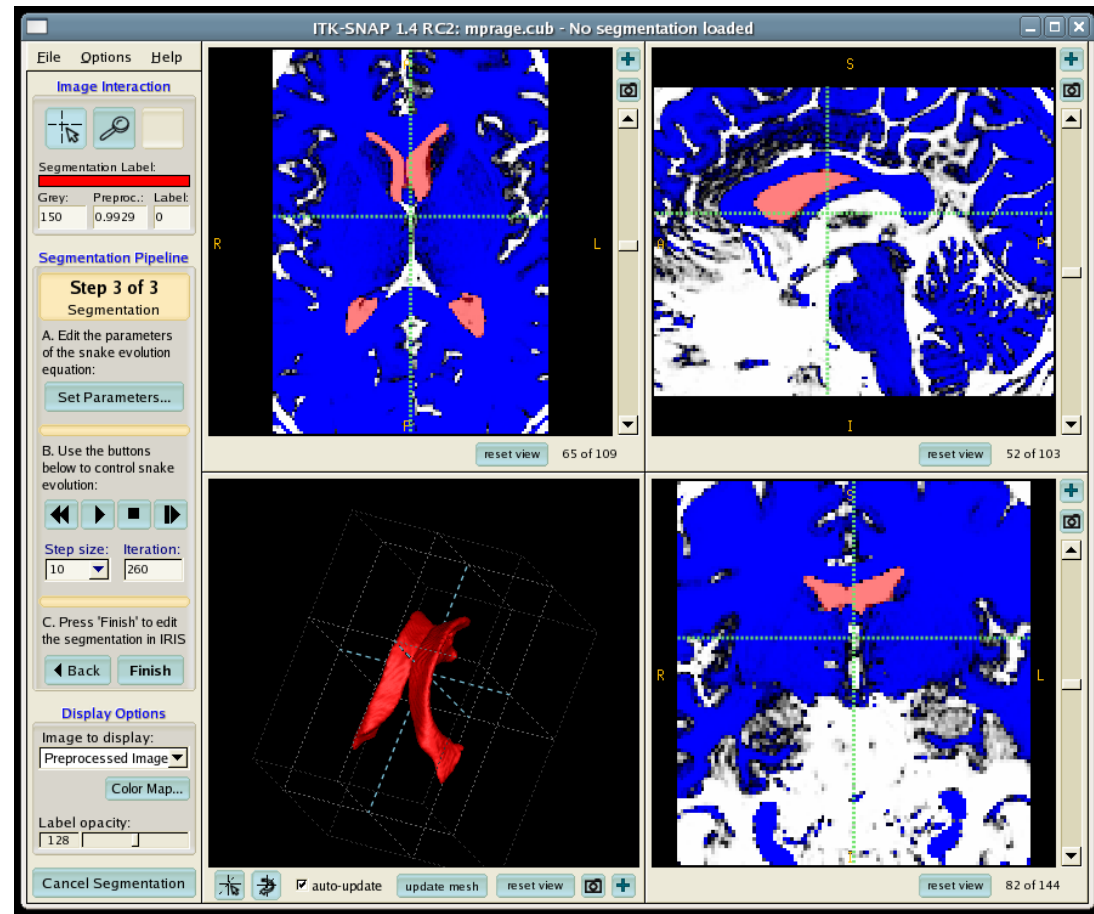 ITK-SNAP 1.4 RC2: mprage.cub - No segmentation loaded
File Options Help
Image Interaction
Segmentation Label:
Grey: Preproc.: Label:
150 0.9929 0
Segmentation Pipeline
Step 3 of 3
Segmentation
A. Edit the parameters
of the snake evolution
equation:
Set Parameters...
B. Use the buttons
below to control snake
evolution:
Step size: Iteration:
10 260
C. Press 'Finish' to edit
the segmentation in IRIS
Back Finish
Display Options
Image to display:
Preprocessed Image
Color Map...
Label opacity:
128
Cancel Segmentation
R L
reset view 65 of 109
S
A P
I
reset view 52 of 103
auto-update update mesh reset view
S
R L
I
reset view 82 of 144